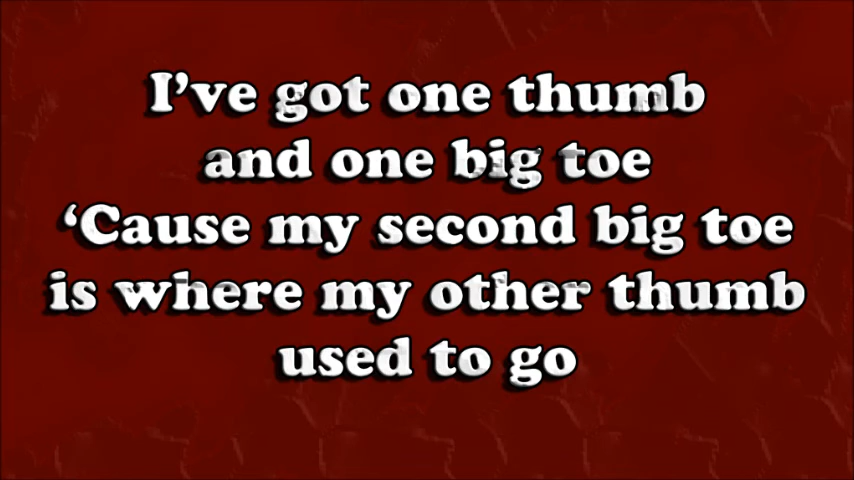 I’ve got one thumb
and one big toe
‘Cause my second big toe
is where my other thumb
used to go